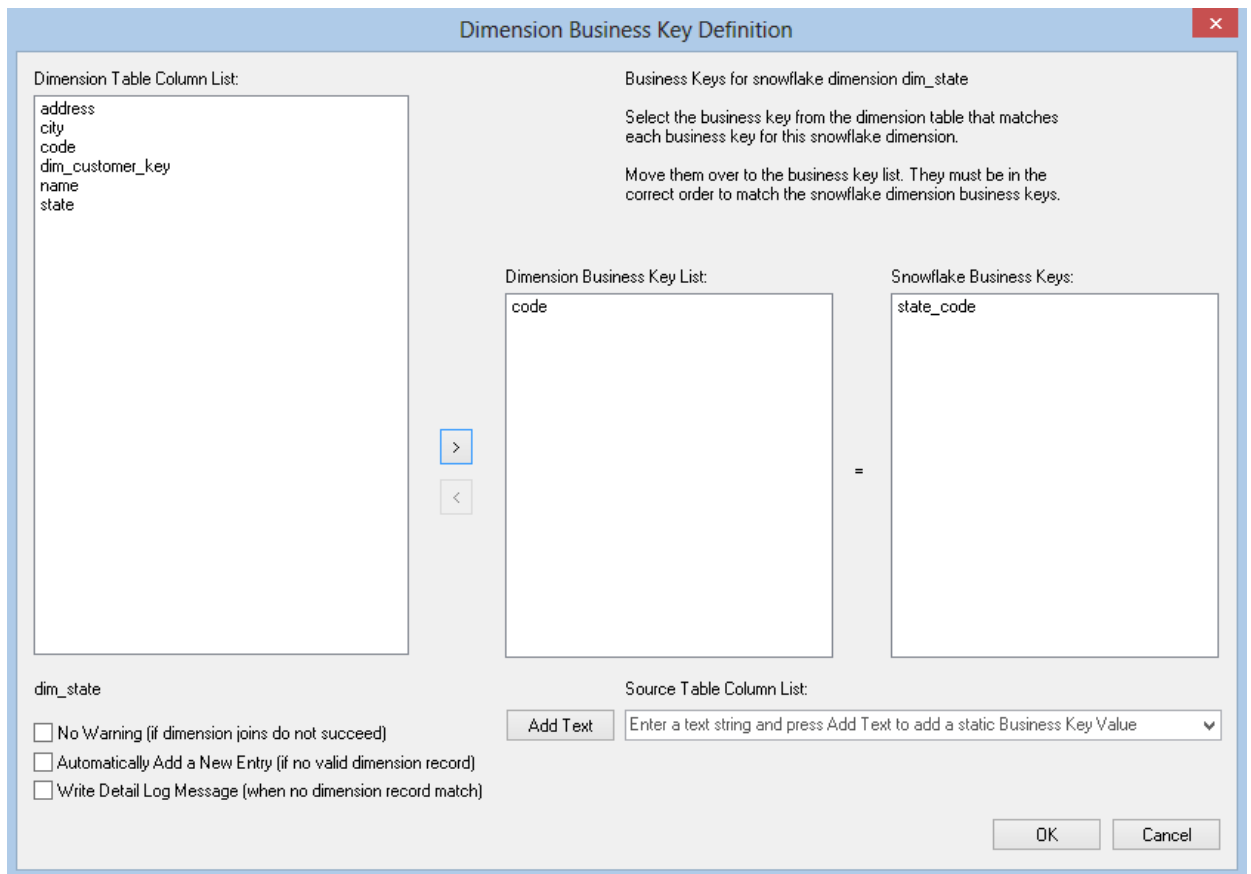 Dimension Business Key Definition
×
Dimension Table Column List:
address
city
code
dim_customer_key
name
state
Business Keys for snowflake dimension dim_state
Select the business key from the dimension table that matches
each business key for this snowflake dimension.
Move them over to the business key list. They must be in the
correct order to match the snowflake dimension business keys.
Dimension Business Key List:
code
Snowflake Business Keys:
state_code
>
<
=
dim_state
No Warning (if dimension joins do not succeed)
Automatically Add a New Entry (if no valid dimension record)
Write Detail Log Message (when no dimension record match)
Source Table Column List:
Add Text
Enter a text string and press Add Text to add a static Business Key Value
OK
Cancel